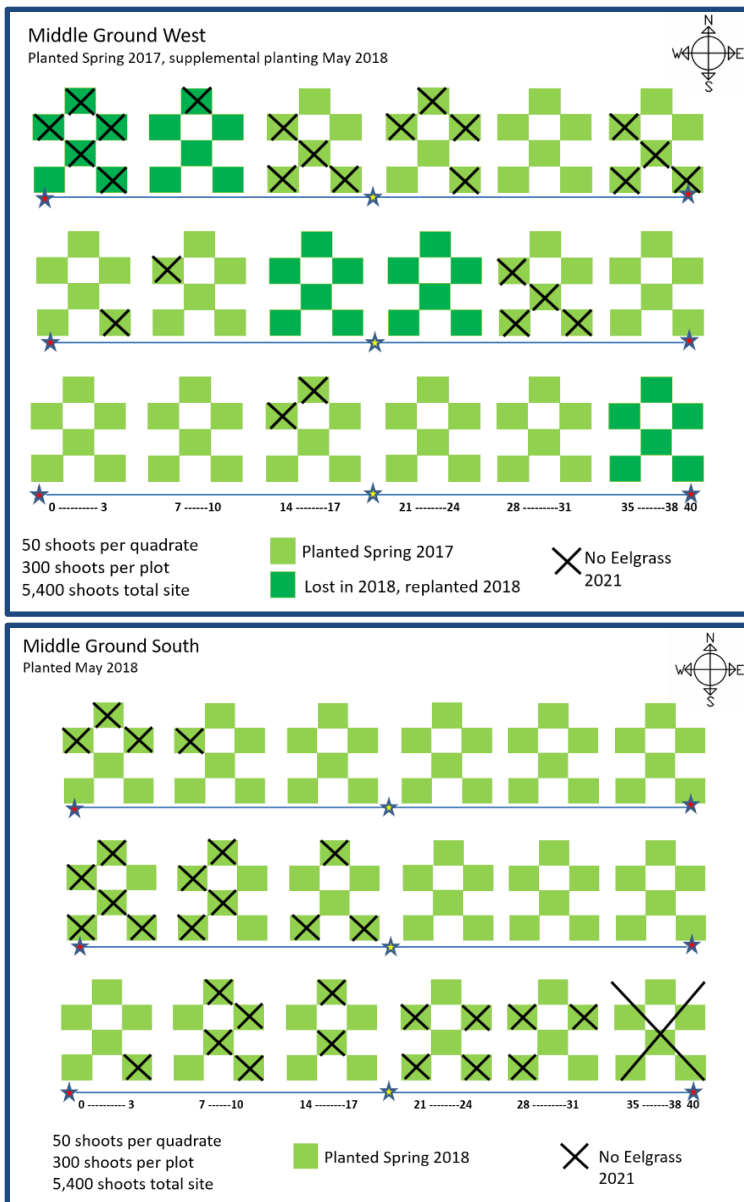 Middle Ground West
Planted Spring 2017, supplemental planting May 2018
N
W E
S
0 ---------- 3 7 ------10 14 --------17 21 -------24 28 ---------31 35 -------38 40
50 shoots per quadrate
300 shoots per plot
5,400 shoots total site
Planted Spring 2017
Lost in 2018, replanted 2018
No Eelgrass
2021
Middle Ground South
Planted May 2018
N
W E
S
0 ---------- 3 7 ------10 14 --------17 21 -------24 28 ---------31 35 -------38 40
50 shoots per quadrate
300 shoots per plot
5,400 shoots total site
Planted Spring 2018
No Eelgrass
2021